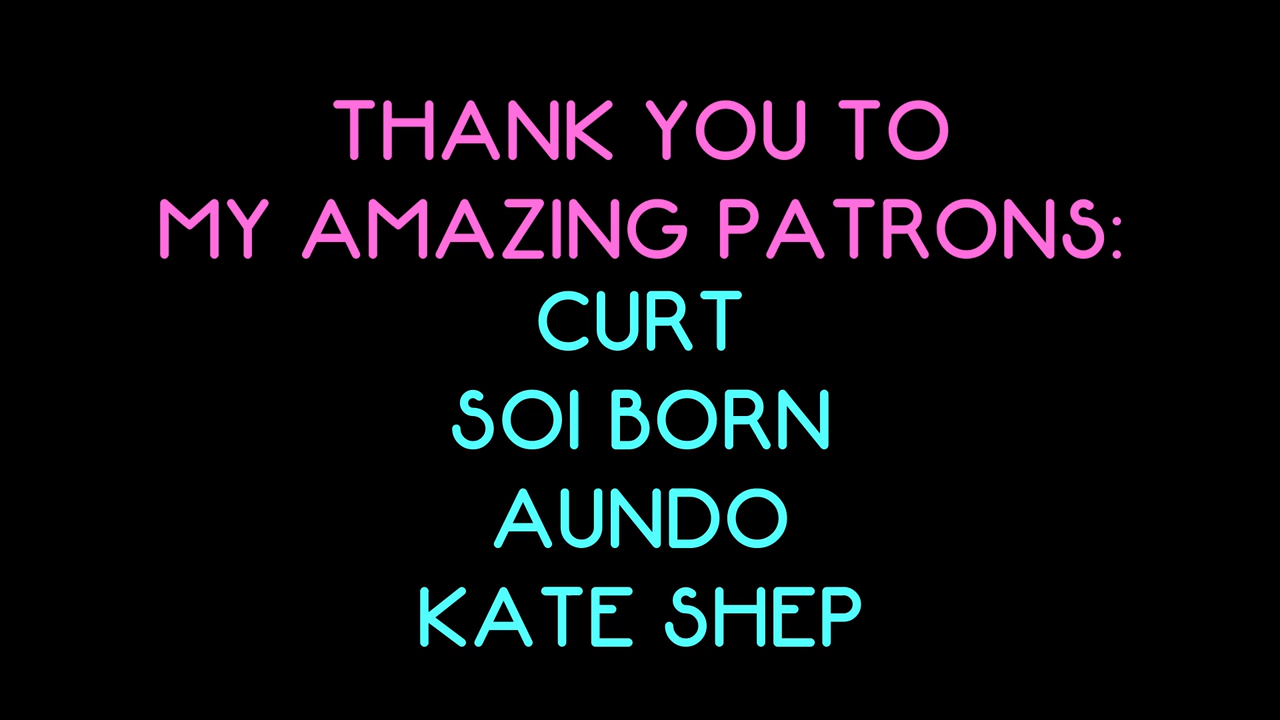 THANK YOU TO
MY AMAZING PATRONS:
CURT
SOI BORN
AUNDO
KATE SHEP